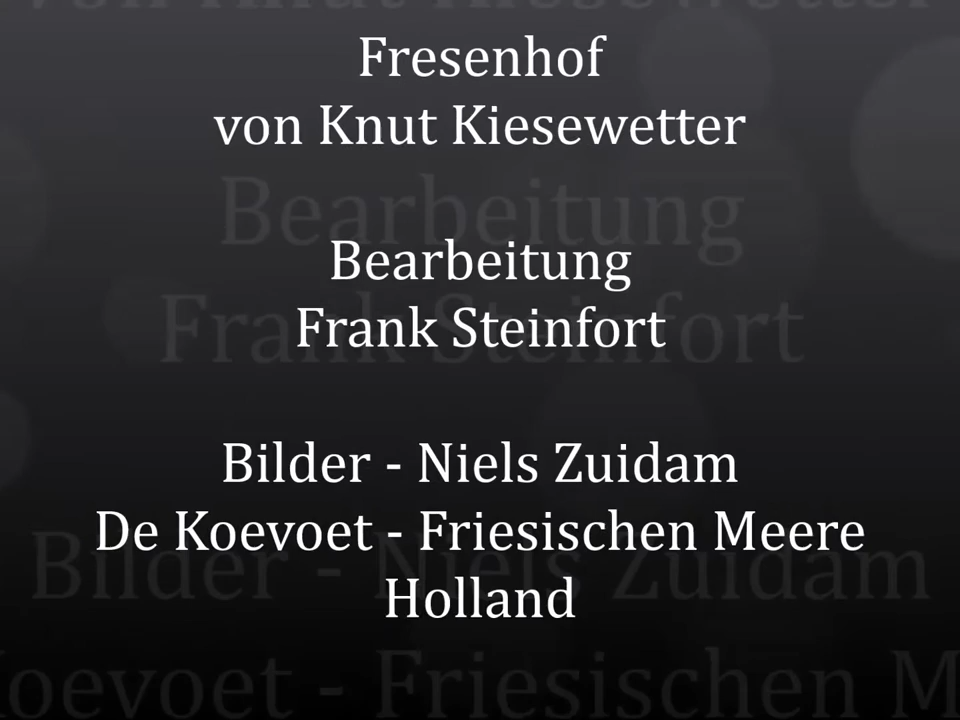 Fresenhof
von Knut Kiesewetter
Bearbeitung
Frank Steinfort
Bilder - Niels Zuidam
De Koevoet - Friesischen Meere
Holland